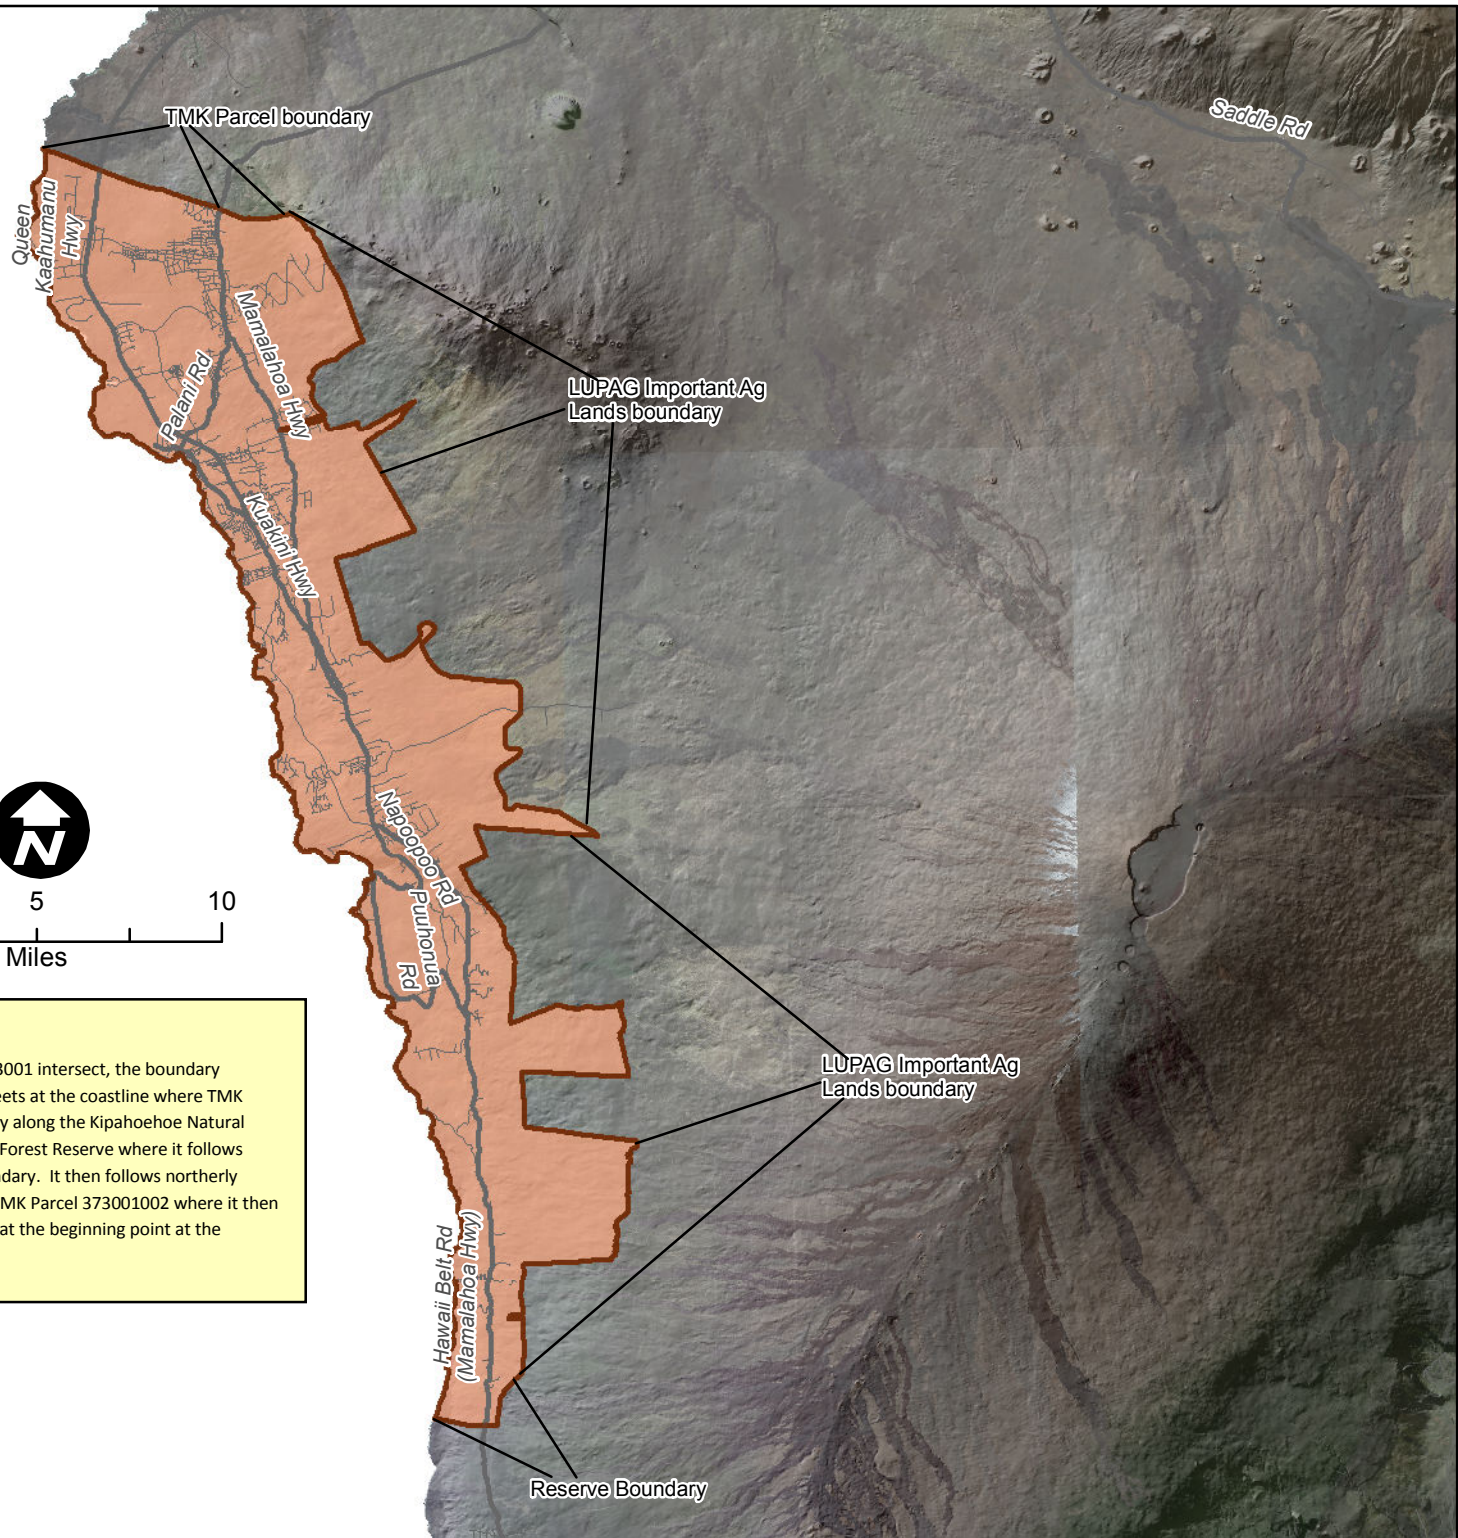 TMK Parcel boundary
Saddle Rd
Queen
Kaahumanu
Hwy
Mamalahoa Hwy
Palani Rd
LUPAG Important Ag
Lands boundary
Kuakini Hwy
N
5 10
Miles
Napoopoo Rd
Puuhonua
Rd
3001 intersect, the boundary
eets at the coastline where TMK
y along the Kipahoehoe Natural
Forest Reserve where it follows
ndary. It then follows northerly
TMK Parcel 373001002 where it then
at the beginning point at the
LUPAG Important Ag
Lands boundary
Hawaii Belt Rd
(Mamalahoa Hwy)
Reserve Boundary